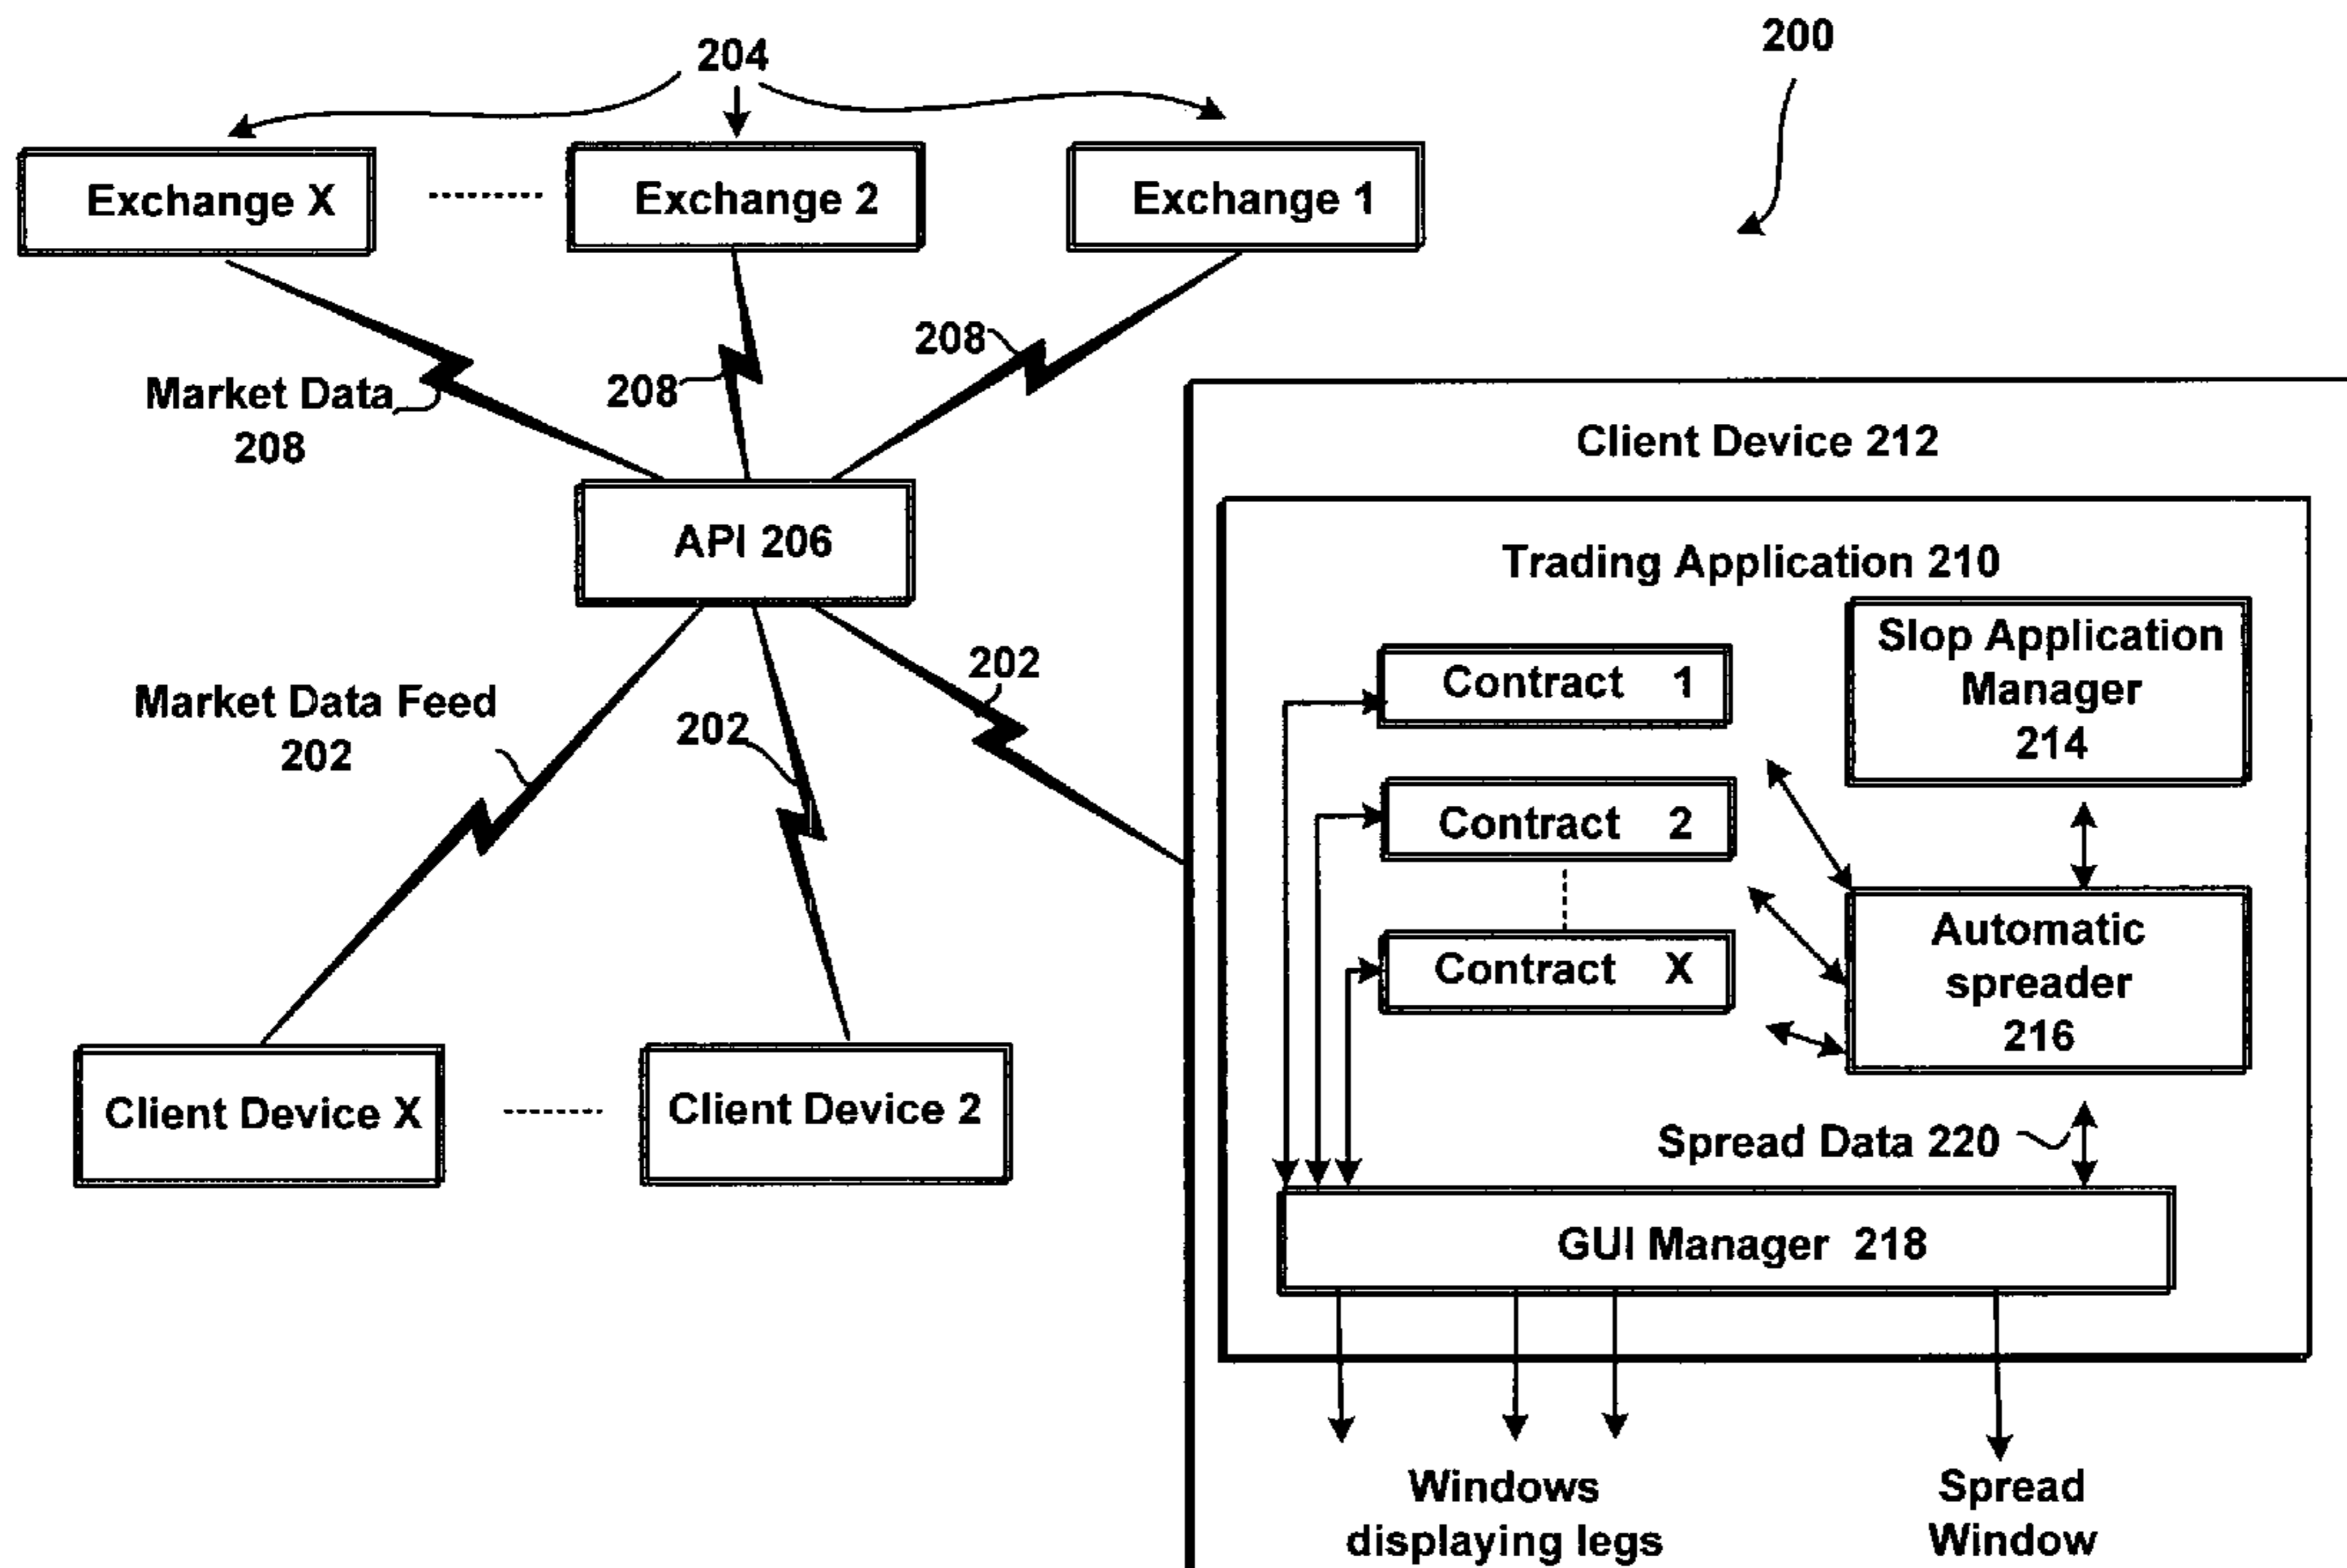 204
200
Exchange X
Exchange 2
Exchange 1
208
208
Market Data
208
API 206
Market Data Feed
202
202
202
Client Device X
Client Device 2
Client Device 212
Trading Application 210
Contract 1
Contract 2
Contract X
Slop Application
Manager
214
Automatic
spreader
216
Spread Data 220
GUI Manager 218
Windows
displaying legs
Spread
Window